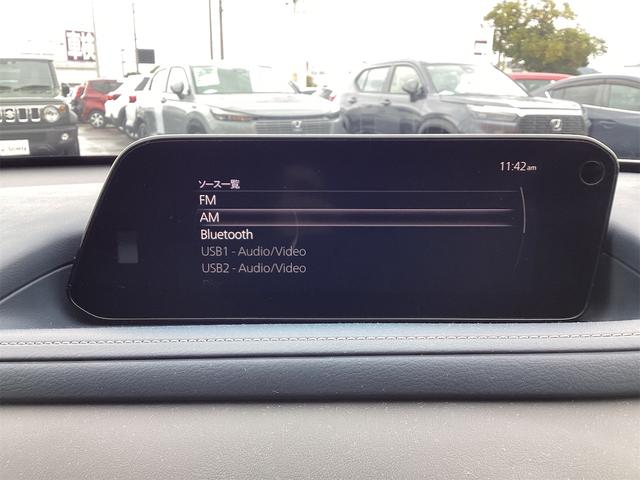 11:42am
ソース一覧
FM
AM
Bluetooth
USB1 - Audio/Video
USB2 - Audio/Video